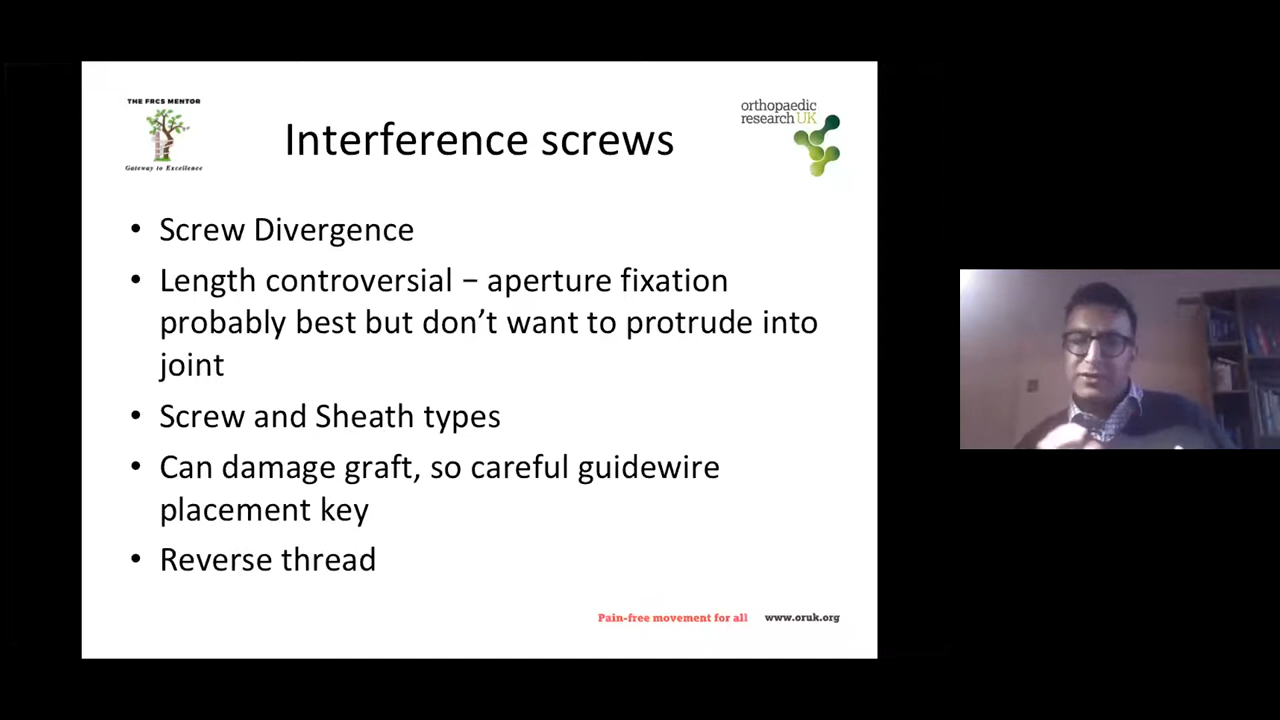 THE FRCS MENTOR
Gateway to Excellence
Interference screws
orthopaedic
research UK
• Screw Divergence
• Length controversial – aperture fixation
probably best but don't want to protrude into
joint
• Screw and Sheath types
• Can damage graft, so careful guidewire
placement key
• Reverse thread
Pain-free movement for all www.oruk.org